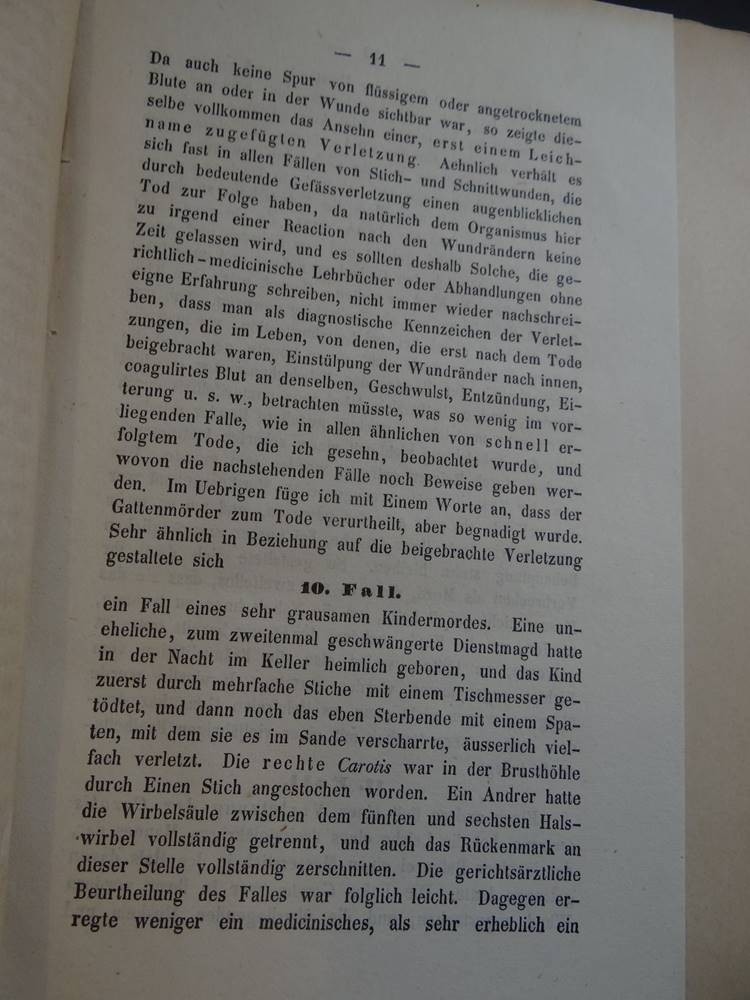 — 11 —
Da auch keine Spur von flüssigem oder angetrocknetem
Blute an oder in der Wunde sichtbar war, so zeigte die-
selbe vollkommen das Ansehn einer, erst einem Leich-
name zugefügten Verletzung. Aehnlich verhält es
sich fast in allen Fällen von Stich- und Schnittwunden, die
durch bedeutende Gefässverletzung einen augenblicklichen
Tod zur Folge haben, da natürlich dem Organismus hier
zu irgend einer Reaction nach den Wundrändern keine
Zeit gelassen wird, und es sollten deshalb Solche, die ge-
richtlich-medicinische Lehrbücher oder Abhandlungen ohne
eigne Erfahrung schreiben, nicht immer wieder nachschrei-
ben, dass man als diagnostische Kennzeichen der Verlet-
zungen, die im Leben, von denen, die erst nach dem Tode
beigebracht waren, Einstülpung der Wundränder nach innen,
coagulirtes Blut an denselben, Geschwulst, Entzündung, Ei-
terung u. s. w., betrachten müsste, was so wenig im vor-
liegenden Falle, wie in allen ähnlichen von schnell er-
folgtem Tode, die ich gesehn, beobachtet wurde, und
wovon die nachstehenden Fälle noch Beweise geben wer-
den. Im Uebrigen füge ich mit Einem Worte an, dass der
Gattenmörder zum Tode verurtheilt, aber begnadigt wurde.
Sehr ähnlich in Beziehung auf die beigebrachte Verletzung
gestaltete sich
10. Fall.
ein Fall eines sehr grausamen Kindermordes. Eine un-
eheliche, zum zweitenmal geschwängerte Dienstmagd hatte
in der Nacht im Keller heimlich geboren, und das Kind
zuerst durch mehrfache Stiche mit einem Tischmesser ge-
tödtet, und dann noch das eben Sterbende mit einem Spa-
ten, mit dem sie es im Sande verscharrte, äusserlich viel-
fach verletzt. Die rechte Carotis war in der Brusthöhle
durch Einen Stich angestochen worden. Ein Andrer hatte
die Wirbelsäule zwischen dem fünften und sechsten Hals-
wirbel vollständig getrennt, und auch das Rückenmark an
dieser Stelle vollständig zerschnitten. Die gerichtsärztliche
Beurtheilung des Falles war folglich leicht. Dagegen er-
regte weniger ein medicinisches, als sehr erheblich ein